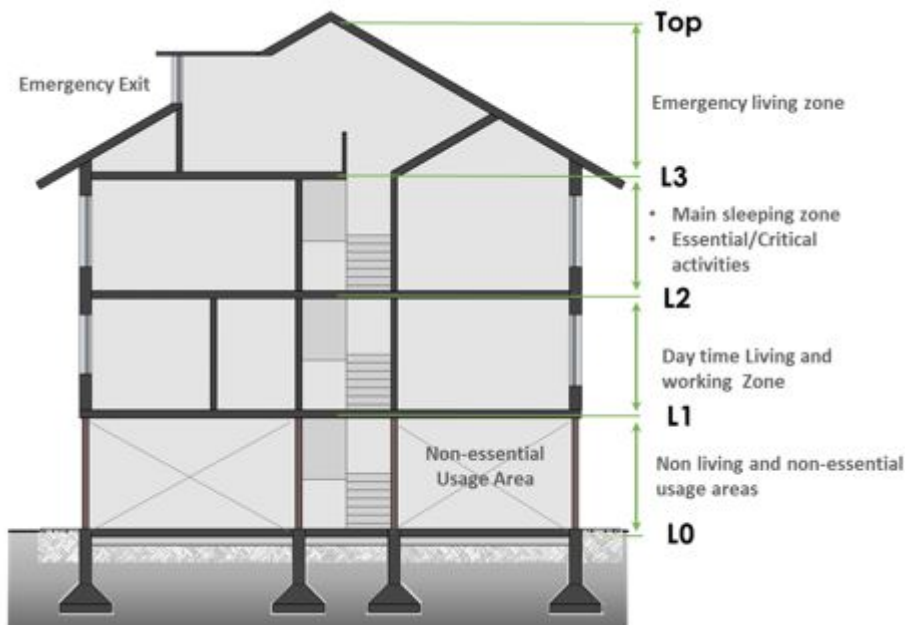 Top
Emergency Exit
Emergency living zone
L3
• Main sleeping zone
• Essential/Critical
activities
L2
Day time Living and
working Zone
L1
Non-essential
Usage Area
Non living and non-essential
usage areas
L0